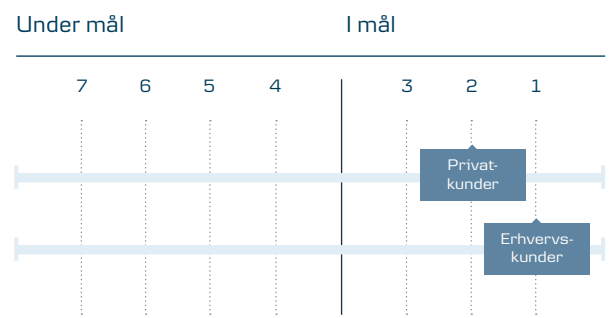 Under mål I mål
7 6 5 4 3 2 1
Privat-
kunder
Erhvervs-
kunder